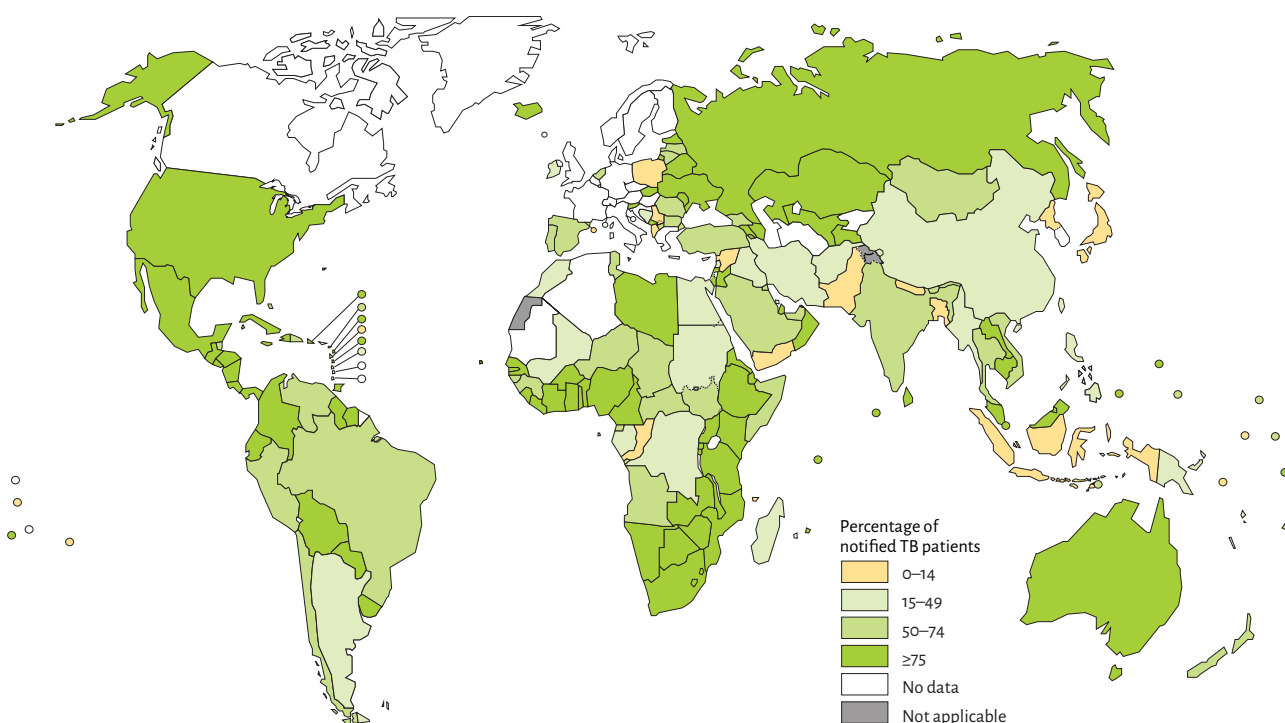 Percentage of
notified TB patients
0–14
15–49
50–74
≥75
No data
Not applicable